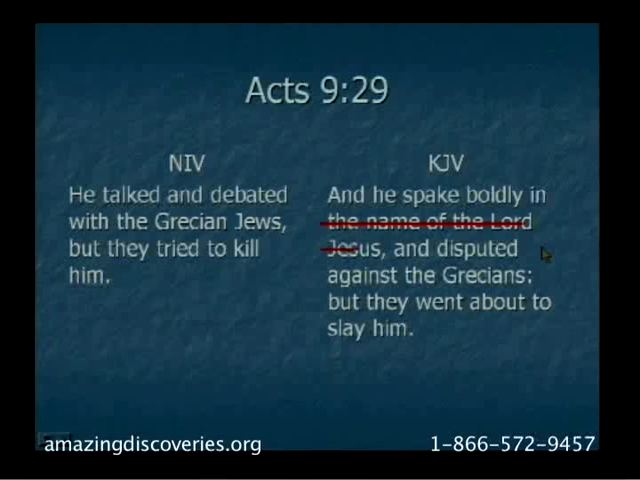 Acts 9:29
NIV
He talked and debated
with the Grecian Jews,
but they tried to kill
him.
KJV
And he spake boldly in
the name of the Lord
Jesus, and disputed
against the Grecians:
but they went about to
slay him.
amazingdiscoveries.org
1-866-572-9457